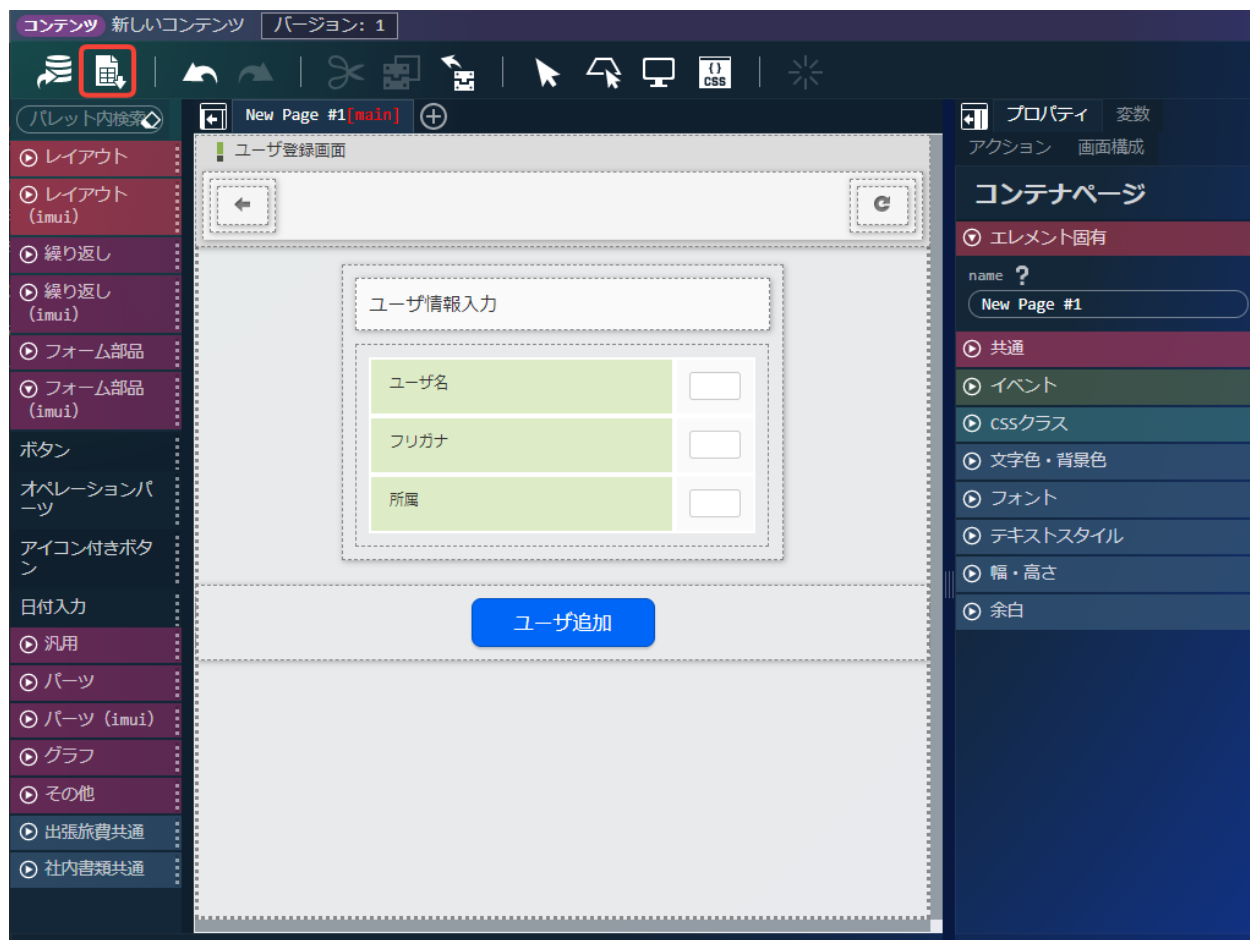 コンテンツ 新しいコンテンツ バージョン: 1
{} CSS
パレット内検索
New Page #1[main]
プロパティ 変数
アクション 画面構成
コンテナページ
エレメント固有
name ?
New Page #1
共通
イベント
CSSクラス
文字色・背景色
フォント
テキストスタイル
幅・高さ
余白
レイアウト
レイアウト
(imui)
繰り返し
繰り返し
(imui)
フォーム部品
フォーム部品
(imui)
ボタン
オペレーションパ
ーツ
アイコン付きボタ
ン
日付入力
汎用
パーツ
パーツ (imui)
グラフ
その他
出張旅費共通
社内書類共通
ユーザ登録画面
ユーザ情報入力
ユーザ名
フリガナ
所属
ユーザ追加